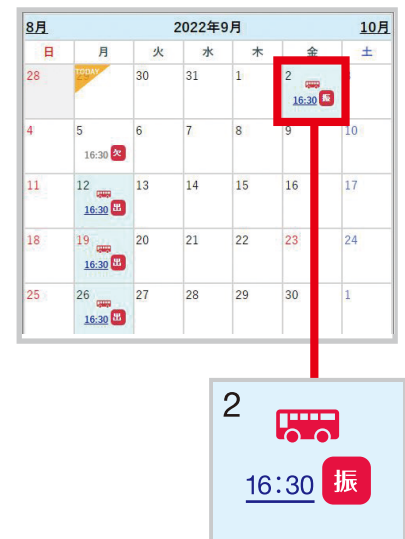 8月 2022年9月 10月
日 月 火 水 木 金 土
28 TODAY 30 31 1 2
16:30 振
4 5 6 7 8 9 10
16:30 欠
11 12 13 14 15 16 17
16:30 出
18 19 20 21 22 23 24
16:30 出
25 26 27 28 29 30 1
16:30 出
2
16:30 振